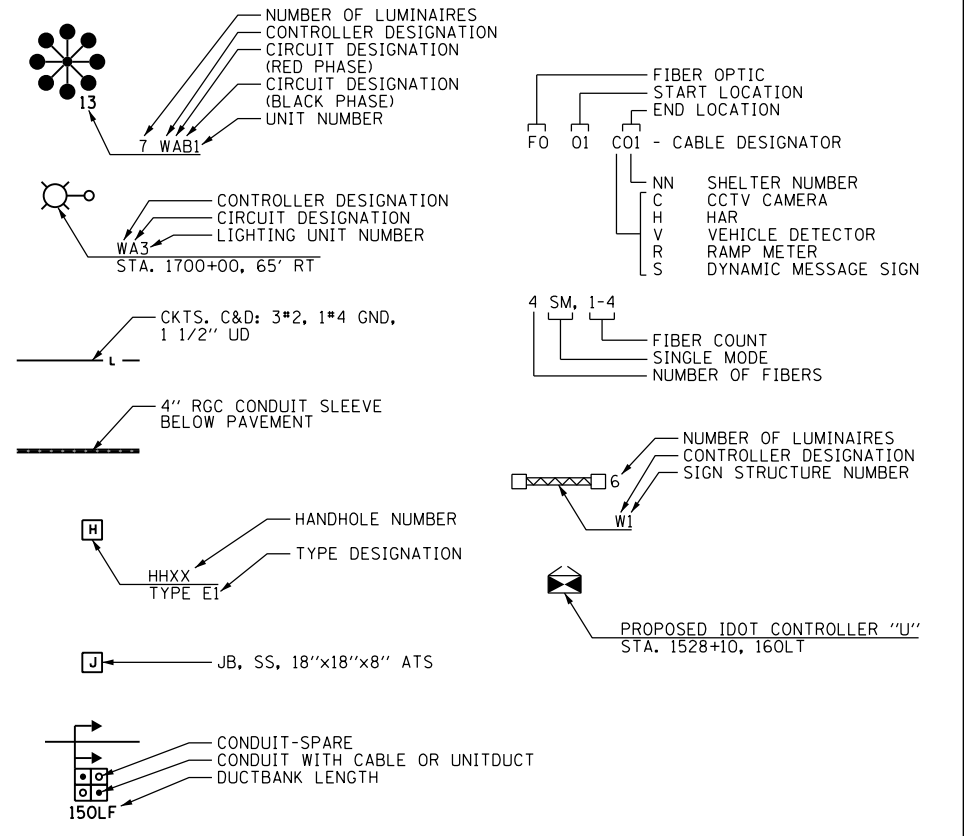 NUMBER OF LUMINAIRES
CONTROLLER DESIGNATION
CIRCUIT DESIGNATION
(RED PHASE)
CIRCUIT DESIGNATION
(BLACK PHASE)
UNIT NUMBER
13
7 WAB1
CONTROLLER DESIGNATION
CIRCUIT DESIGNATION
LIGHTING UNIT NUMBER
WA3
STA. 1700+00, 65' RT
CKTS. C&D: 3#2, 1#4 GND,
1 1/2" UD
L
4" RGC CONDUIT SLEEVE
BELOW PAVEMENT
H
HANDHOLE NUMBER
TYPE DESIGNATION
HHXX
TYPE E1
J
JB, SS, 18"x18"x8" ATS
CONDUIT-SPARE
CONDUIT WITH CABLE OR UNITDUCT
DUCTBANK LENGTH
150LF
FIBER OPTIC
START LOCATION
END LOCATION
FO 01 C01 - CABLE DESIGNATOR
NN SHELTER NUMBER
C CCTV CAMERA
H HAR
V VEHICLE DETECTOR
R RAMP METER
S DYNAMIC MESSAGE SIGN
4 SM, 1-4
FIBER COUNT
SINGLE MODE
NUMBER OF FIBERS
NUMBER OF LUMINAIRES
CONTROLLER DESIGNATION
SIGN STRUCTURE NUMBER
6
W1
PROPOSED IDOT CONTROLLER "U"
STA. 1528+10, 160LT